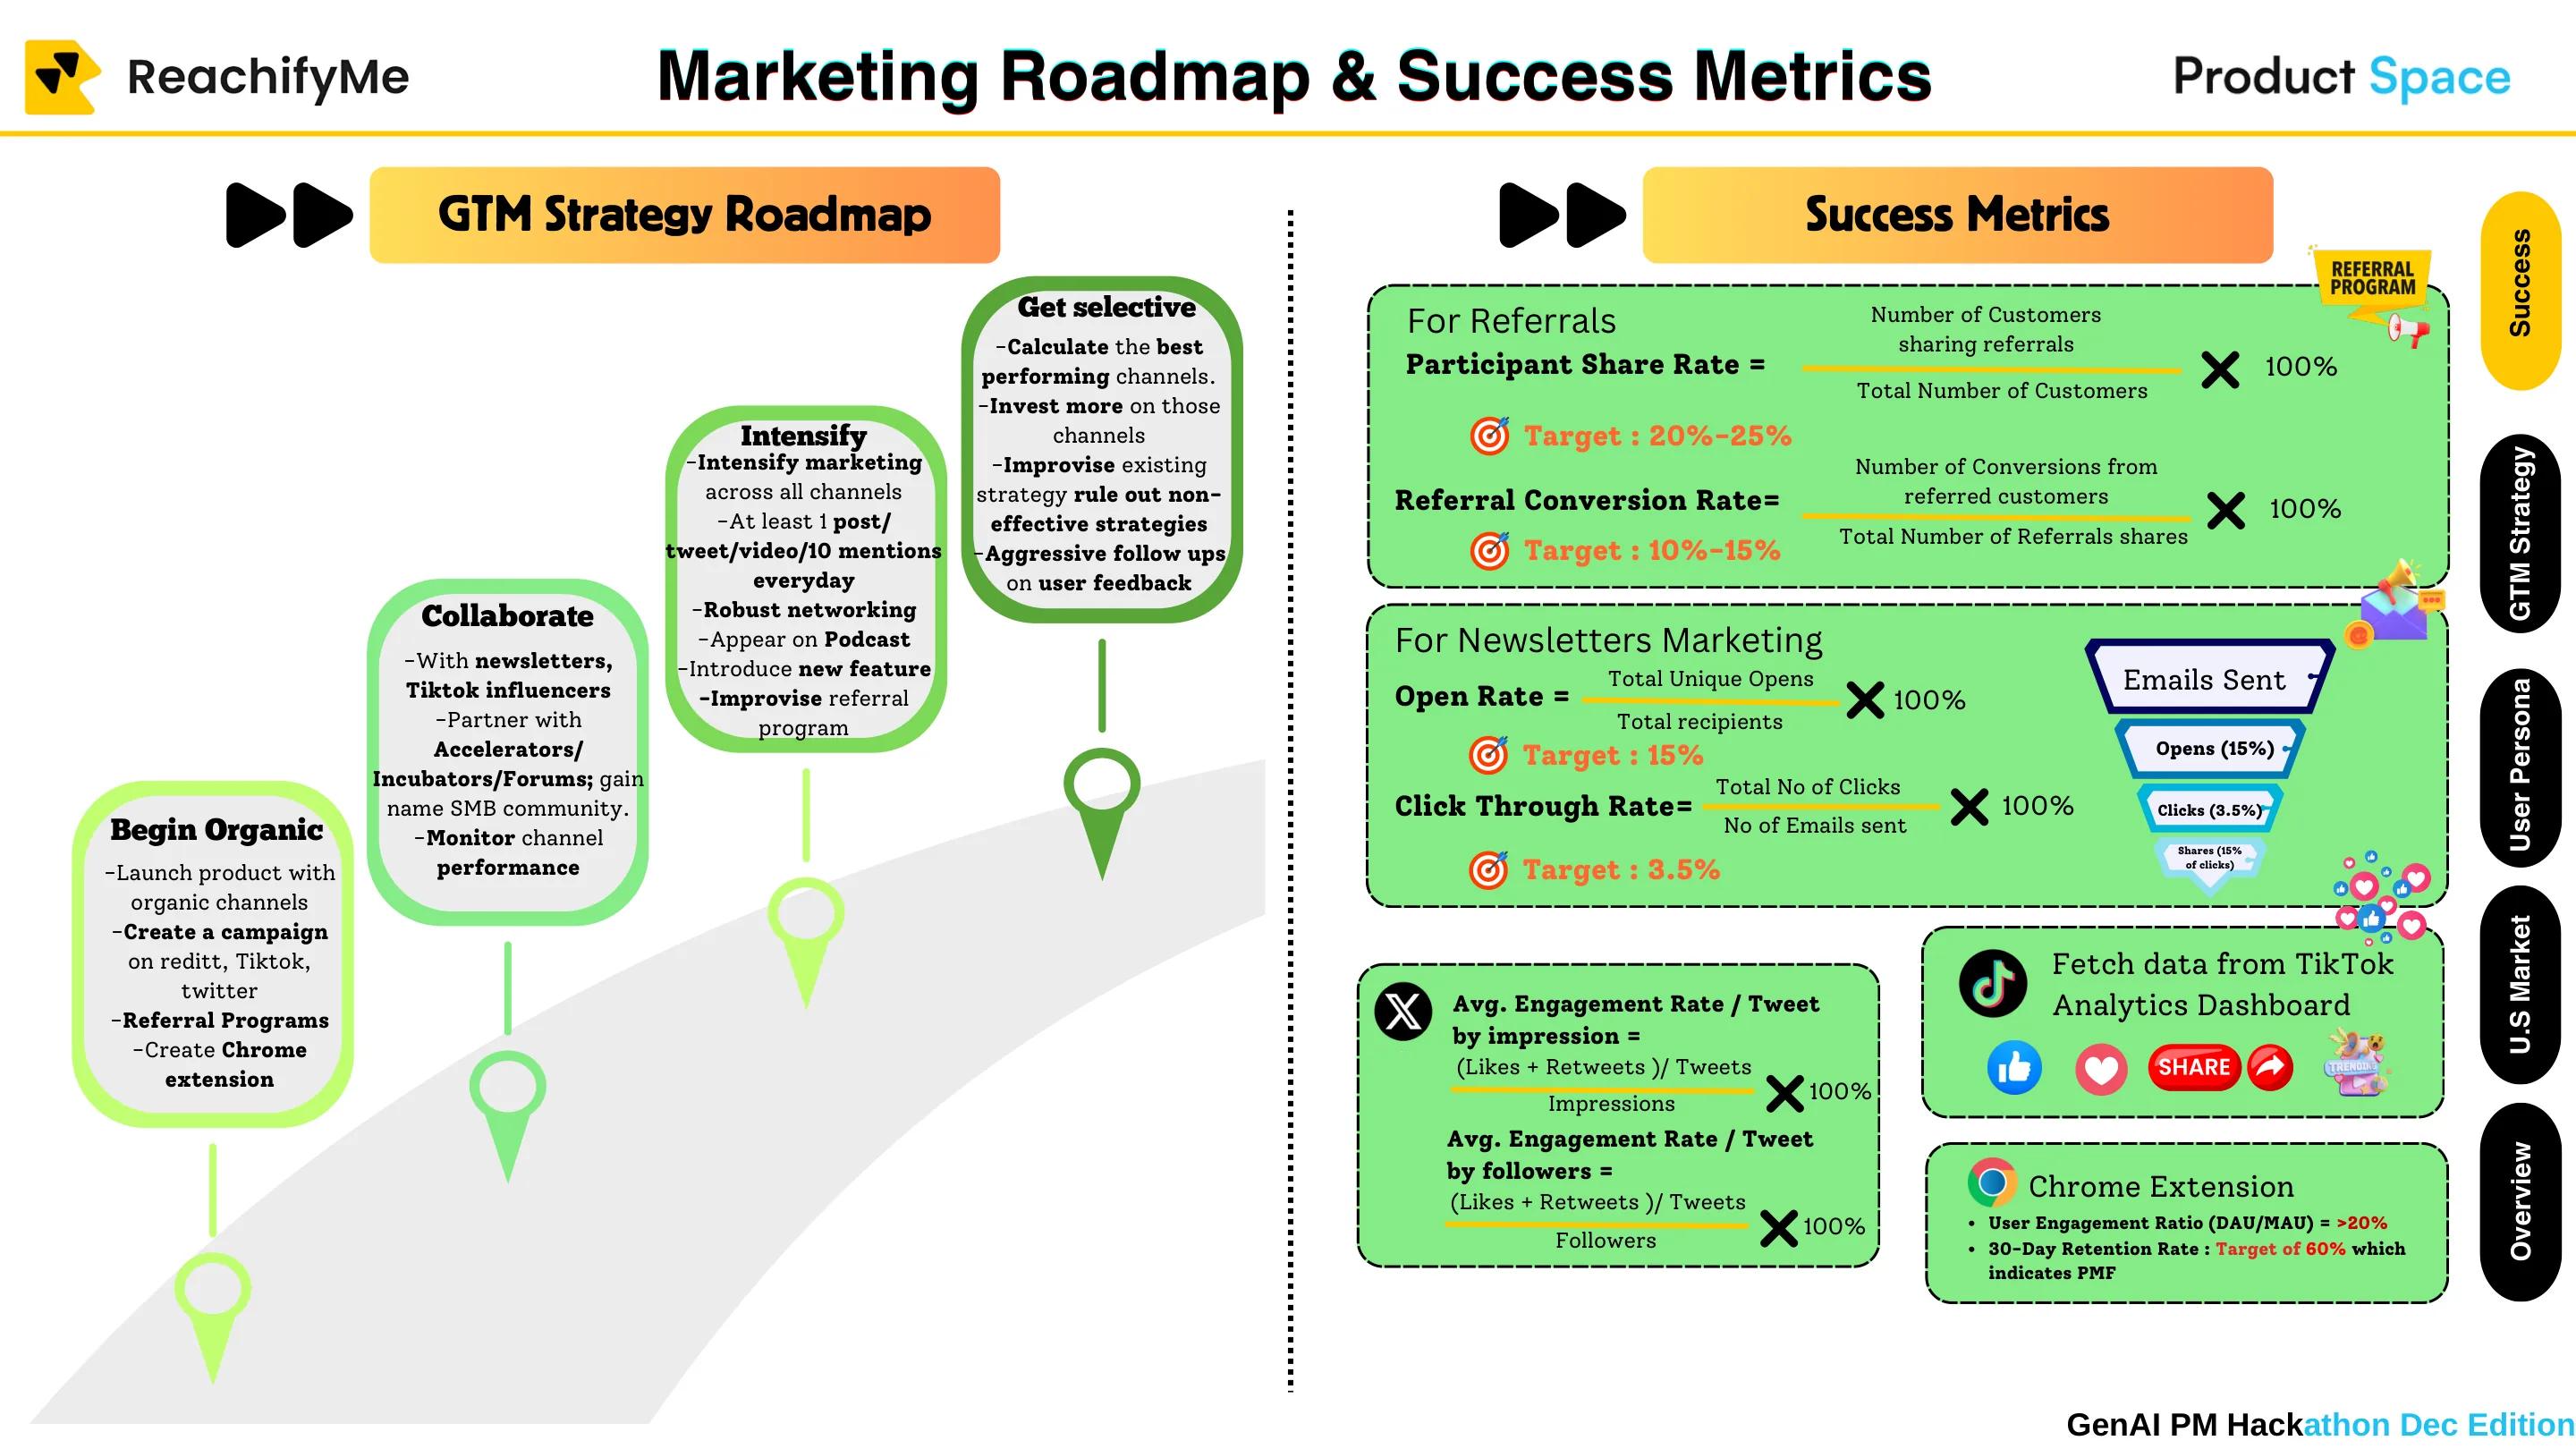 ReachifyMe
Marketing Roadmap & Success Metrics
Product Space
GTM Strategy Roadmap
Begin Organic
-Launch product with
organic channels
-Create a campaign
on reditt, Tiktok,
twitter
-Referral Programs
-Create Chrome
extension
Collaborate
-With newsletters,
Tiktok influencers
-Partner with
Accelerators/
Incubators/Forums; gain
name SMB community.
-Monitor channel
performance
Intensify
-Intensify marketing
across all channels
-At least 1 post/
tweet/video/10 mentions
everyday
-Robust networking
-Appear on Podcast
-Introduce new feature
-Improvise referral
program
Get selective
-Calculate the best
performing channels.
-Invest more on those
channels
-Improvise existing
strategy rule out non-
effective strategies
-Aggressive follow ups
on user feedback
Success Metrics
REFERRAL
PROGRAM
For Referrals
Participant Share Rate =
Number of Customers
sharing referrals
Total Number of Customers
100%
Target : 20%-25%
Referral Conversion Rate=
Number of Conversions from
referred customers
Total Number of Referrals shares
100%
Target : 10%-15%
For Newsletters Marketing
Open Rate =
Total Unique Opens
Total recipients
100%
Target : 15%
Click Through Rate=
Total No of Clicks
No of Emails sent
100%
Target : 3.5%
Emails Sent
Opens (15%)
Clicks (3.5%)
Shares (15%
of clicks)
Avg. Engagement Rate / Tweet
by impression =
(Likes + Retweets )/ Tweets
Impressions
100%
Avg. Engagement Rate / Tweet
by followers =
(Likes + Retweets )/ Tweets
Followers
100%
Fetch data from TikTok
Analytics Dashboard
SHARE
TRENDING
Chrome Extension
• User Engagement Ratio (DAU/MAU) = >20%
• 30-Day Retention Rate : Target of 60% which
indicates PMF
Success
GTM Strategy
User Persona
U.S Market
Overview
GenAI PM Hackathon Dec Edition